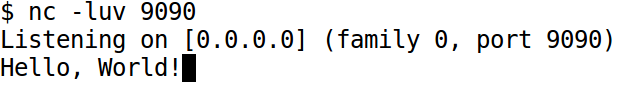 $ nc -luv 9090
Listening on [0.0.0.0] (family 0, port 9090)
Hello, World!